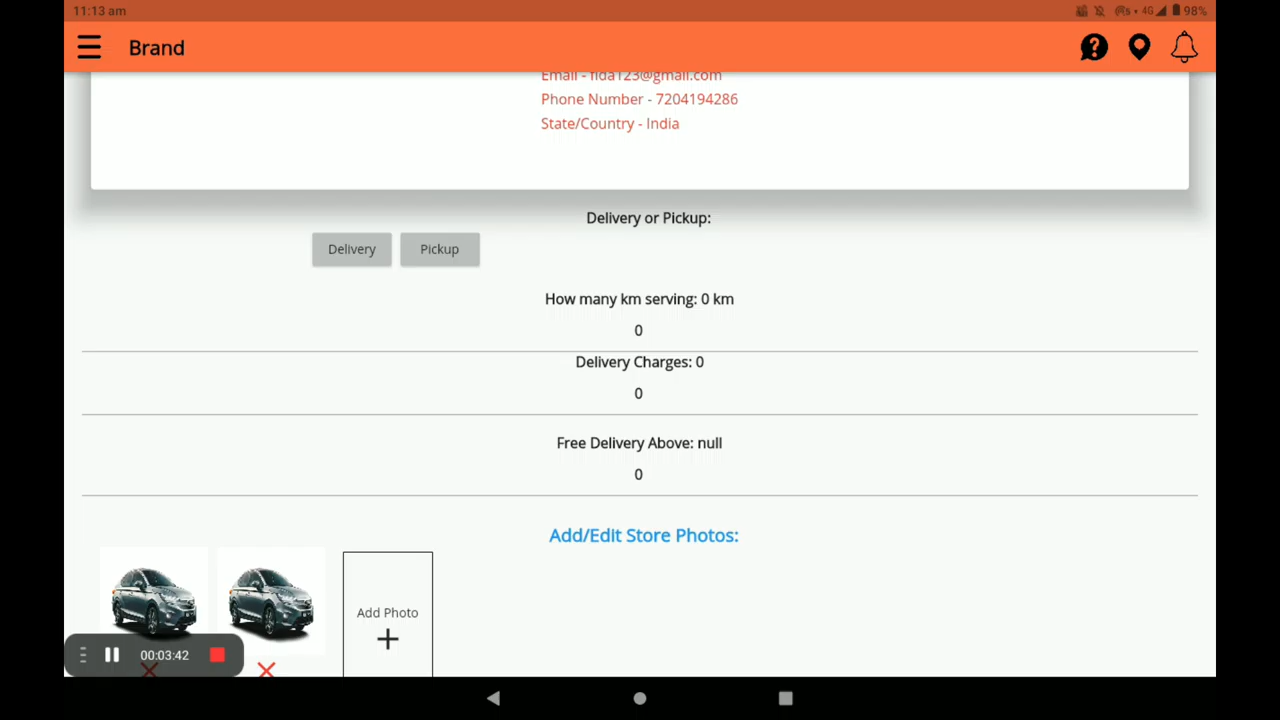 11:13 am
4G 98%
Brand
Email - fida123@gmail.com
Phone Number - 7204194286
State/Country - India
Delivery or Pickup:
Delivery Pickup
How many km serving: 0 km
0
Delivery Charges: 0
0
Free Delivery Above: null
0
Add/Edit Store Photos:
Add Photo
+
00:03:42